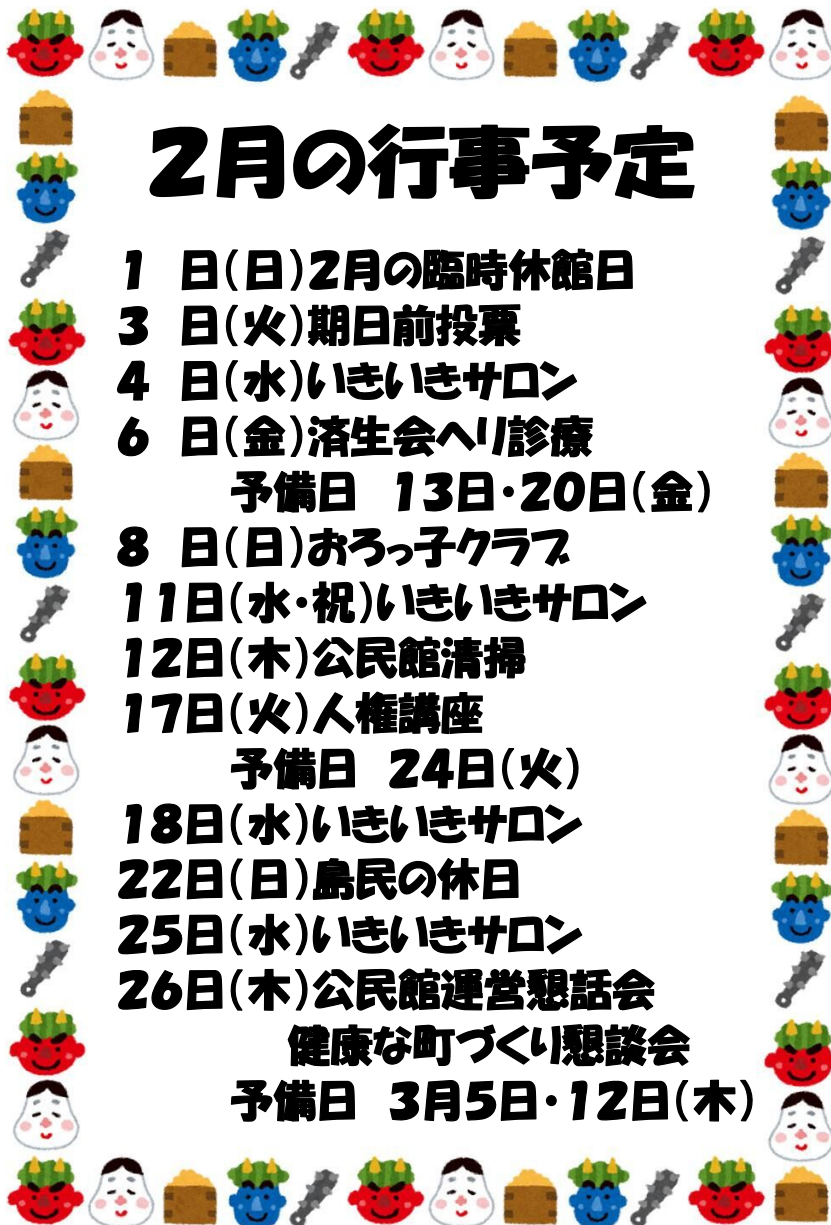 2月の行事予定
1　日(日)2月の臨時休館日
3　日(火)期日前投票
4　日(水)いきいきサロン
6　日(金)済生会ヘリ診療
予備日　13日・20日(金)
8　日(日)おろっ子クラブ
11日(水・祝)いきいきサロン
12日(木)公民館清掃
17日(火)人権講座
予備日　24日(火)
18日(水)いきいきサロン
22日(日)島民の休日
25日(水)いきいきサロン
26日(木)公民館運営懇話会
健康な町づくり懇談会
予備日　3月5日・12日(木)